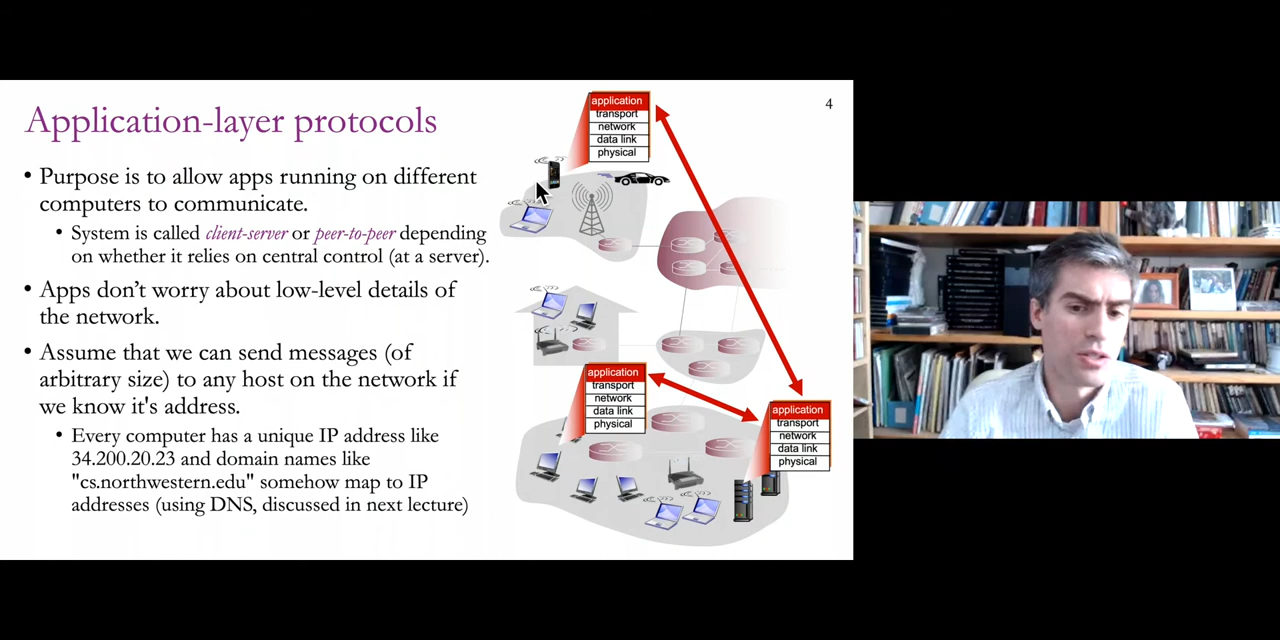 4
Application-layer protocols
• Purpose is to allow apps running on different
computers to communicate.
• System is called client-server or peer-to-peer depending
on whether it relies on central control (at a server).
• Apps don't worry about low-level details of
the network.
• Assume that we can send messages (of
arbitrary size) to any host on the network if
we know it's address.
• Every computer has a unique IP address like
34.200.20.23 and domain names like
"cs.northwestern.edu" somehow map to IP
addresses (using DNS, discussed in next lecture)
application
transport
network
data link
physical
application
transport
network
data link
physical
application
transport
network
data link
physical